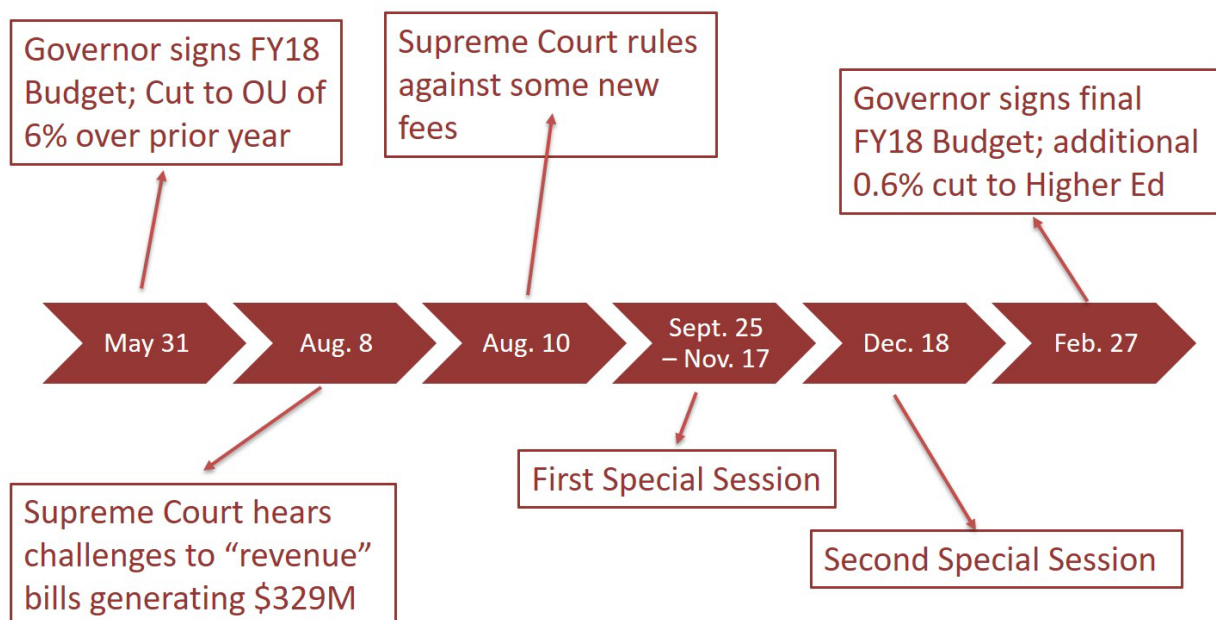 Governor signs FY18
Budget; Cut to OU of
6% over prior year
Supreme Court rules
against some new
fees
Governor signs final
FY18 Budget; additional
0.6% cut to Higher Ed
May 31
Aug. 8
Aug. 10
Sept. 25
– Nov. 17
Dec. 18
Feb. 27
Supreme Court hears
challenges to “revenue”
bills generating $329M
First Special Session
Second Special Session